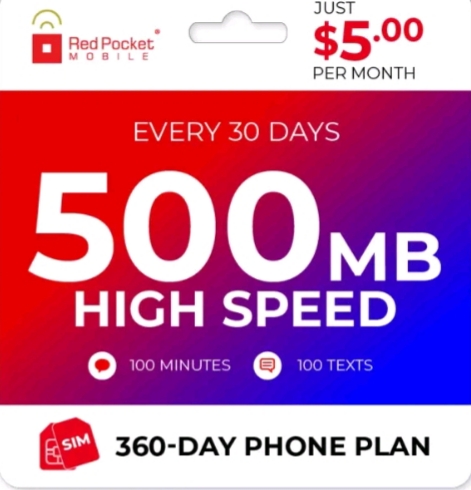 JUST
$5.00
PER MONTH
Red Pocket®
MOBILE
EVERY 30 DAYS
500MB
HIGH SPEED
100 MINUTES
100 TEXTS
SIM
360-DAY PHONE PLAN